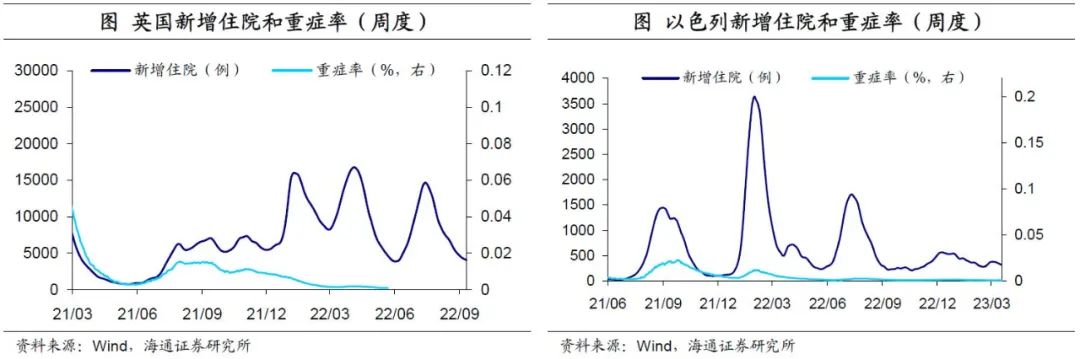 图 英国新增住院和重症率（周度）
新增住院（例）
重症率（%，右）
30000
25000
20000
15000
10000
5000
0
0.12
0.1
0.08
0.06
0.04
0.02
0
21/03 21/06 21/09 21/12 22/03 22/06 22/09
资料来源：Wind，海通证券研究所
图 以色列新增住院和重症率（周度）
新增住院（例）
重症率（%，右）
4000
3500
3000
2500
2000
1500
1000
500
0
0.2
0.15
0.1
0.05
0
21/06 21/09 21/12 22/03 22/06 22/09 22/12 23/03
资料来源：Wind，海通证券研究所